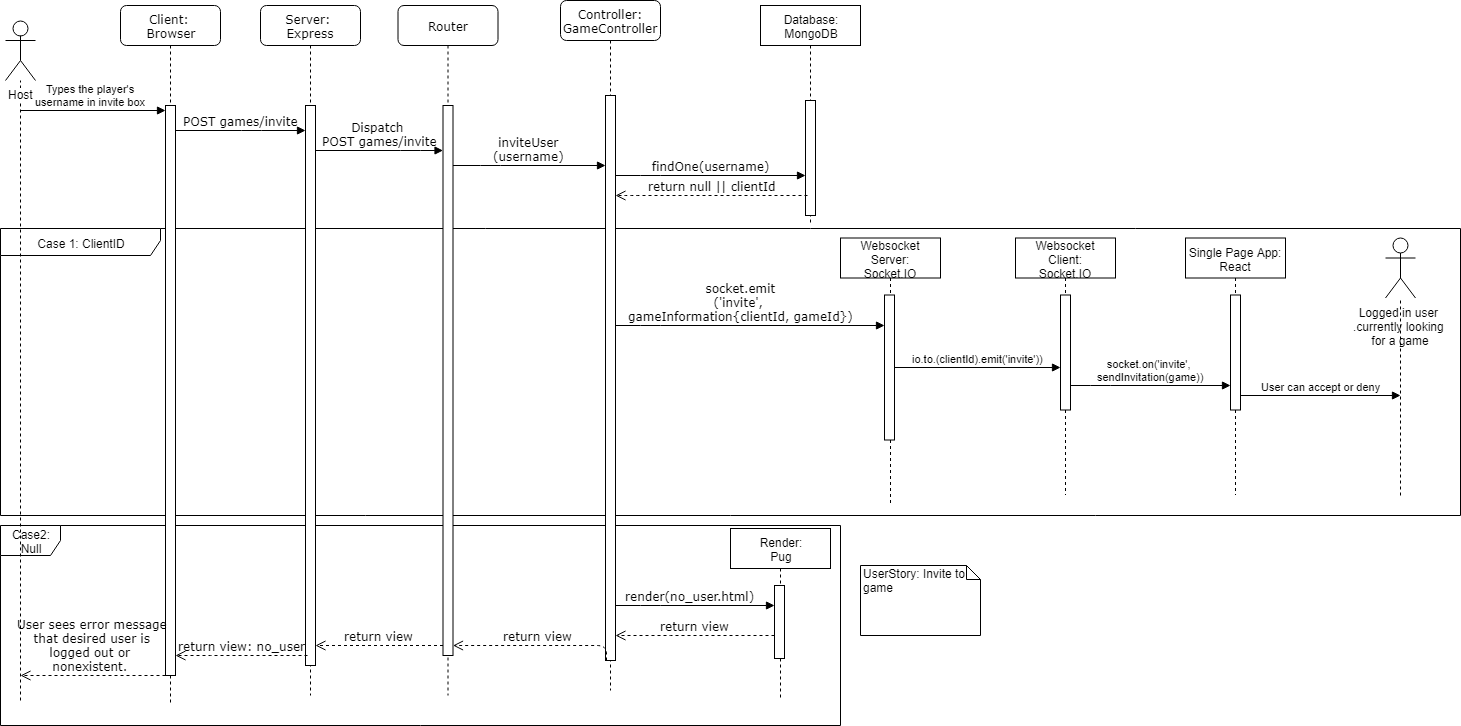 Client:
Browser
Server:
Express
Router
Controller:
GameController
Database:
MongoDB
Host
Types the player's
username in invite box
POST games/invite
Dispatch
POST games/invite
inviteUser
(username)
findOne(username)
return null || clientId
Case 1: ClientID
Websocket
Server:
Socket.IO
Websocket
Client:
Socket.IO
Single Page App:
React
socket.emit
('invite',
gameInformation{clientId, gameId})
Logged in user
.currently looking
for a game
io.to.(clientId).emit('invite'))
socket.on('invite',
sendInvitation(game))
User can accept or deny
Case2:
Null
Render:
Pug
UserStory: Invite to
game
render(no_user.html)
return view
return view
return view
return view: no_user
User sees error message
that desired user is
logged out or
nonexistent.